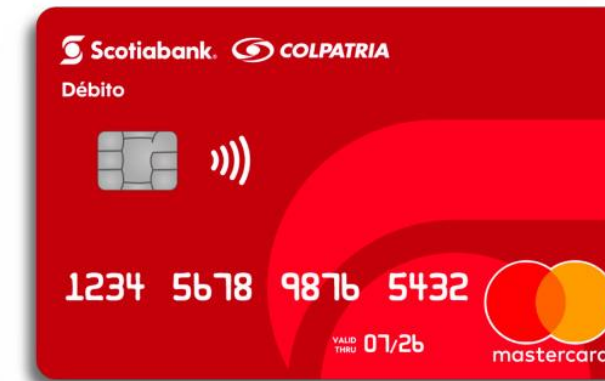 Scotiabank. COLPATRIA
Débito
1234 5678 9876 5432
VALID THRU 07/26
mastercard